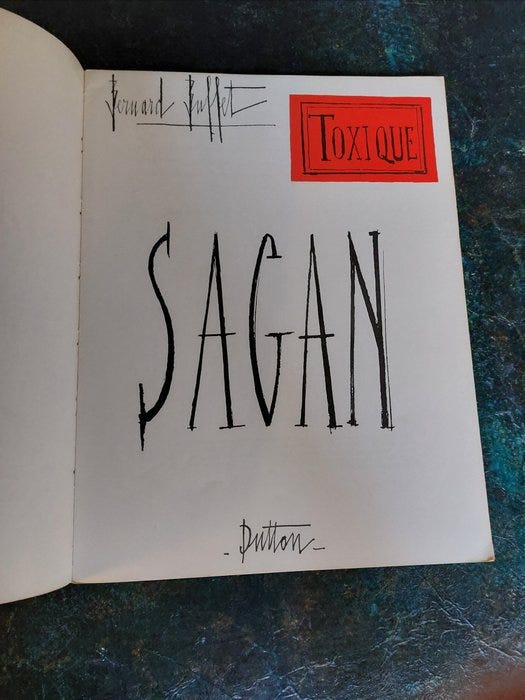 Bernard Buffet
TOXIQUE
SAGAN
- Dutton -